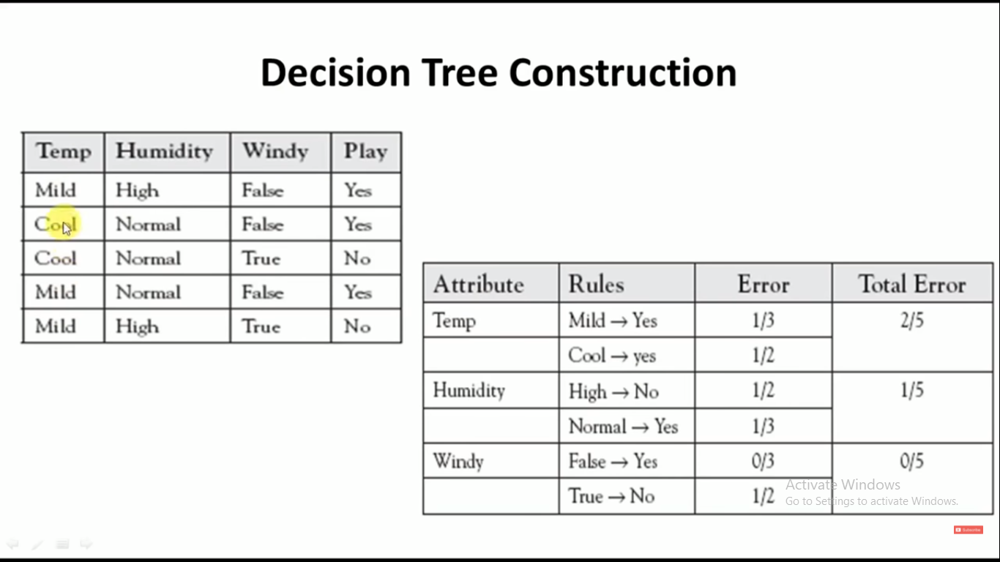 Decision Tree Construction
Temp Humidity Windy Play
Mild High False Yes
Cool Normal False Yes
Cool Normal True No
Mild Normal False Yes
Mild High True No
Attribute Rules Error Total Error
Temp Mild → Yes 1/3 2/5
Cool → yes 1/2
Humidity High → No 1/2 1/5
Normal → Yes 1/3
Windy False → Yes 0/3 0/5
True → No 1/2
Activate Windows
Go to Settings to activate Windows.
Subscribe